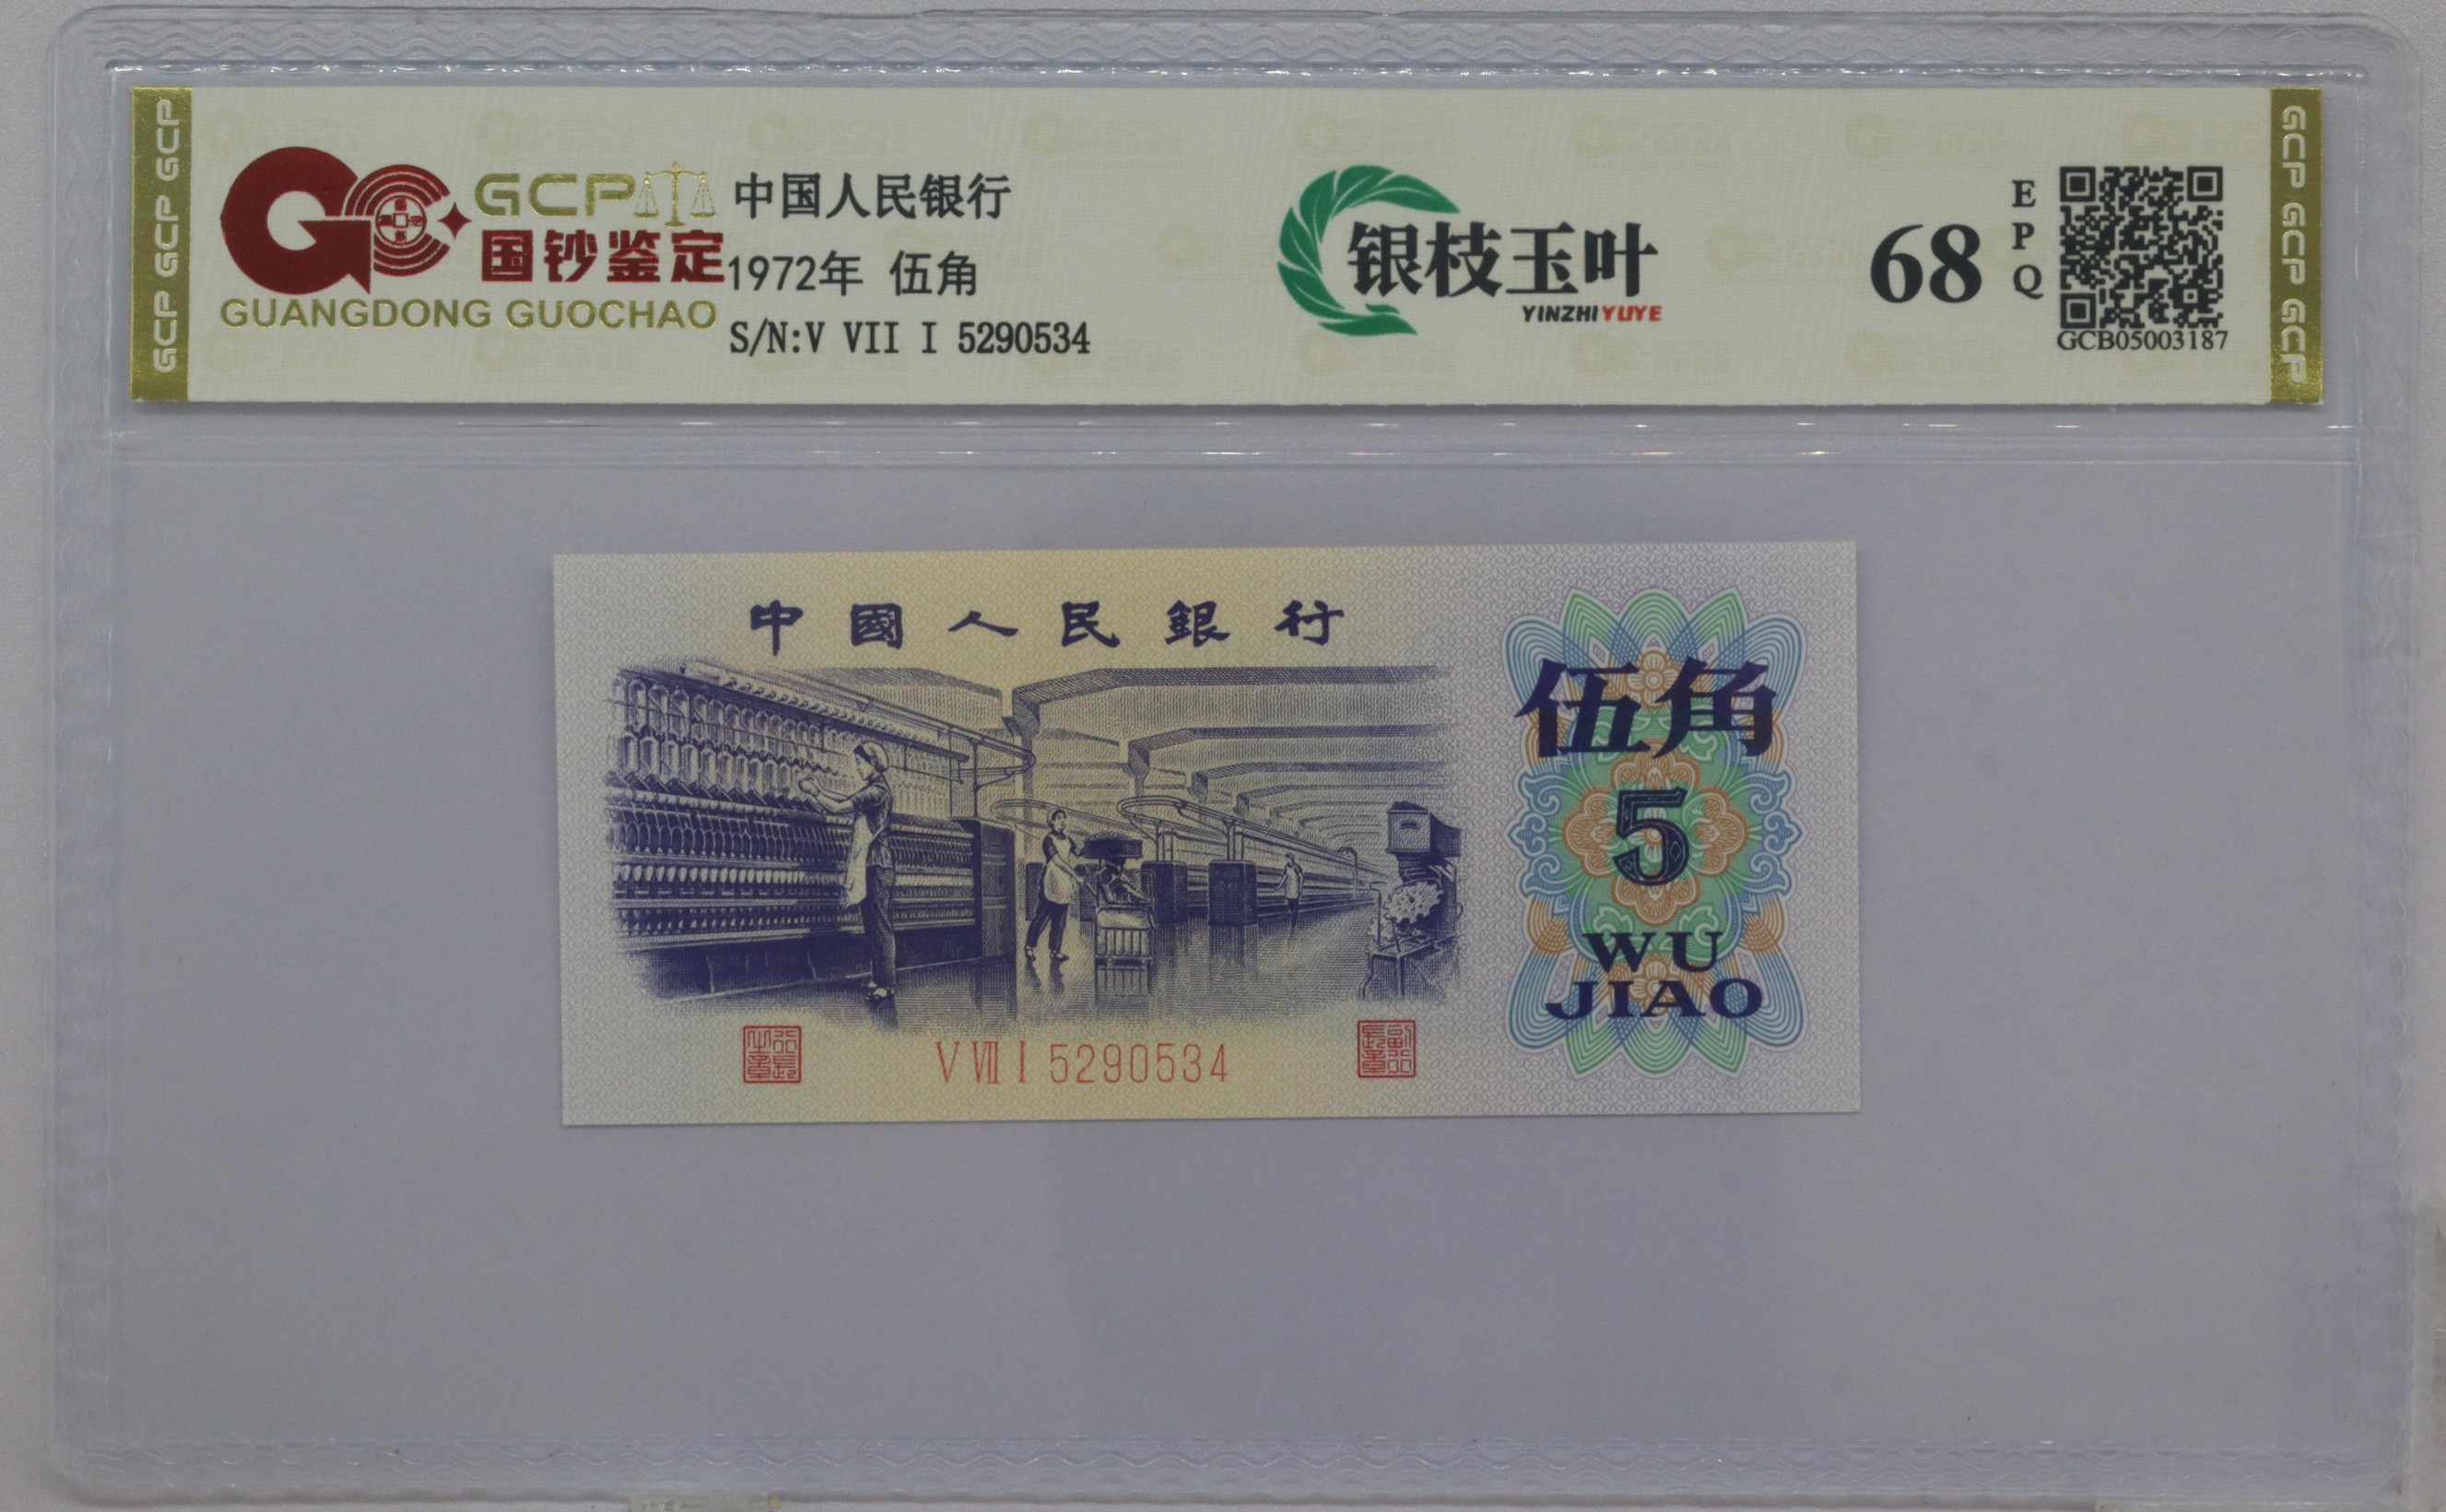 GCP GCP GCP
GCP
国钞鉴定
GUANGDONG GUOCHAO
中国人民银行
1972年 伍角
S/N:V VII I 5290534
银枝玉叶
YINZHIYUYE
68
EPQ
GCB05003187
GCP GCP GCP
中國人民銀行
伍角
5
WU
JIAO
V VII I 5290534